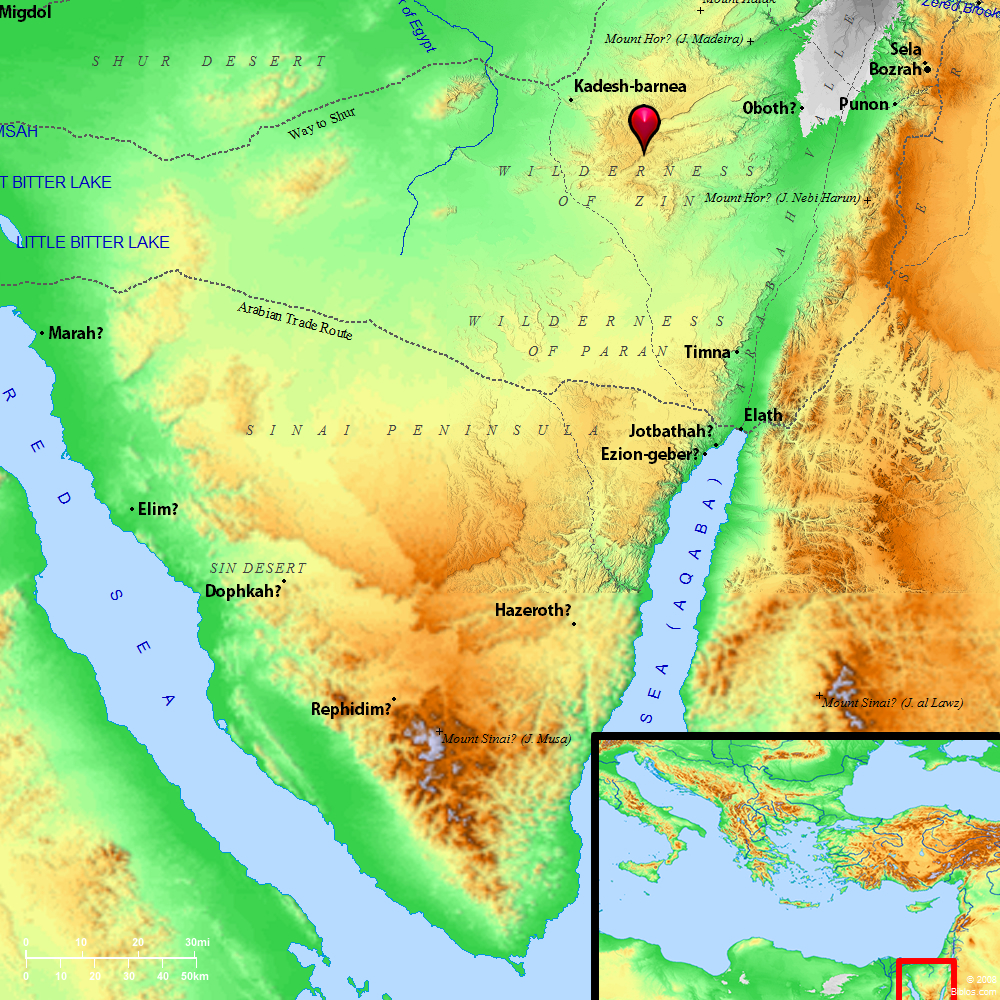 Migdol
Mount Halak
Zered Brook
of Egypt
Mount Hor? (J. Madeira)
Sela
Bozrah
SHUR DESERT
Kadesh-barnea
Oboth?
Punon
Way to Shur
MSAH
WILDERNESS
OF ZIN
T BITTER LAKE
Mount Hor? (J. Nebi Harun)
LITTLE BITTER LAKE
ARABAH VALLE
SEIR
Arabian Trade Route
Marah?
WILDERNESS
OF PARAN
Timna
RED SEA
SINAI PENINSULA
Elath
Jotbathah?
Ezion-geber?
Elim?
SEA (AQABA)
SIN DESERT
Dophkah?
Hazeroth?
Rephidim?
Mount Sinai? (J. al Lawz)
Mount Sinai? (J. Musa)
0 10 20 30mi
0 10 20 30 40 50km
Bibios.com